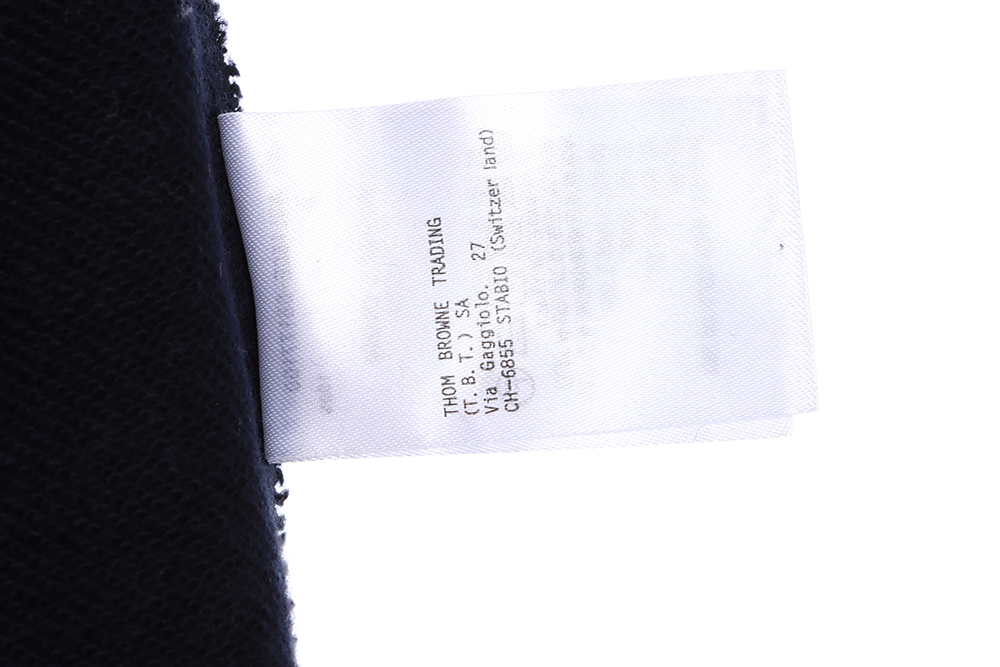 THOM BROWNE TRADING
(T. B. T.) SA
Via Gaggiolo. 27
CH-6855 STABIO (Switzer land)